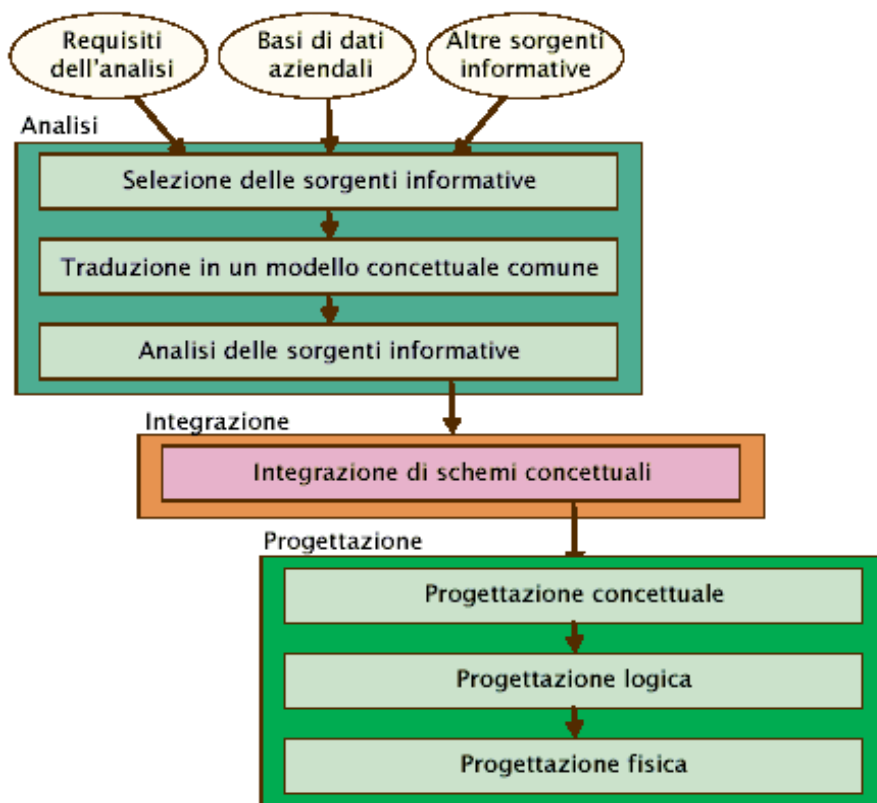 Requisiti
dell'analisi
Basi di dati
aziendali
Altre sorgenti
informative
Analisi
Selezione delle sorgenti informative
Traduzione in un modello concettuale comune
Analisi delle sorgenti informative
Integrazione
Integrazione di schemi concettuali
Progettazione
Progettazione concettuale
Progettazione logica
Progettazione fisica